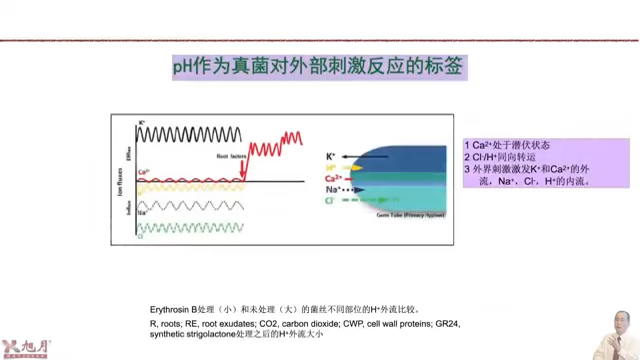 pH作为真菌对外部刺激反应的标签
K⁺
Efflux
Ion fluxes
Influx
Root factors
Ca²⁺
H⁺
Na⁺
Cl⁻
K⁺
H⁺
Ca²⁺
Na⁺
Cl⁻
Germ Tube (Primary Hyphae)
1 Ca²⁺处于潜伏状态
2 Cl⁻/H⁺同向转运
3 外界刺激激发K⁺和Ca²⁺的外
流，Na⁺、Cl⁻、H⁺的内流。
Erythrosin B处理（小）和未处理（大）的菌丝不同部位的H⁺外流比较。
R, roots; RE, root exudates; CO2, carbon dioxide; CWP, cell wall proteins; GR24,
synthetic strigolactone处理之后的H⁺外流大小
旭月